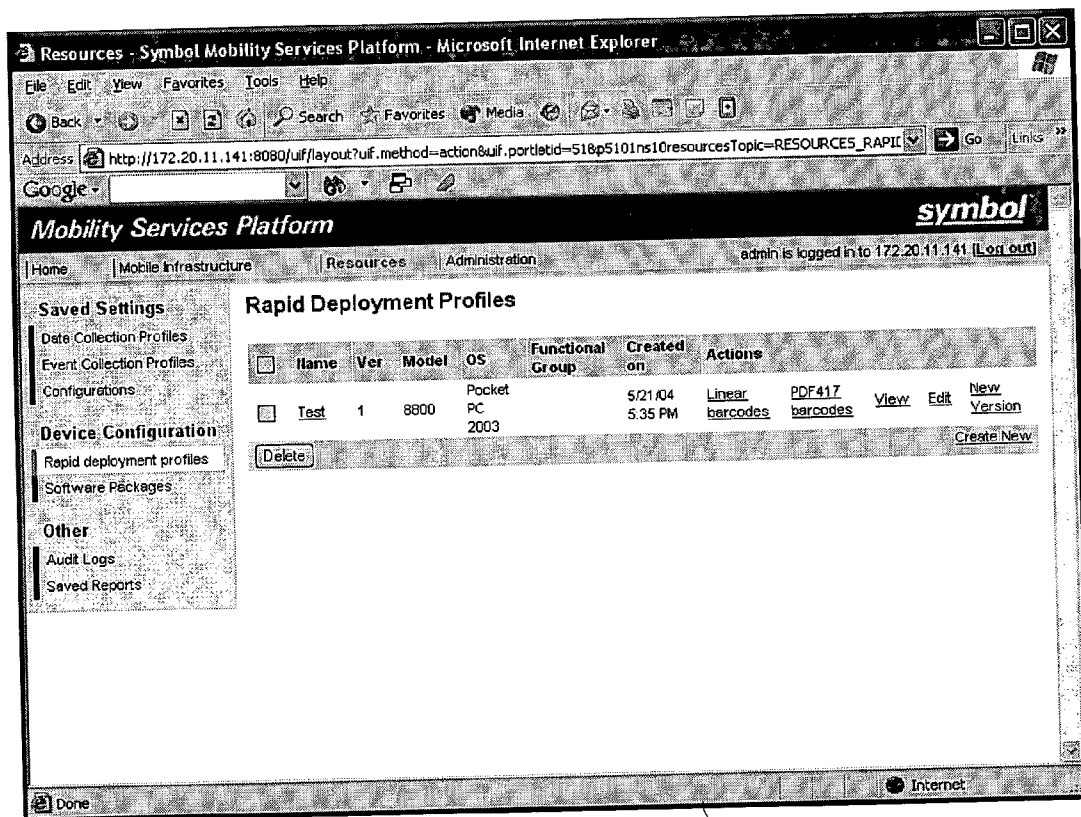 Resources - Symbol Mobility Services Platform - Microsoft Internet Explorer
File Edit View Favorites Tools Help
Back Search Favorites Media
Address http://172.20.11.141:8080/uif/layout?uif.method=action&uif.portletid=51&p5101ns10resourcesTopic=RESOURCES_RAPIC Go Links »
Google
Mobility Services Platform symbol
Home Mobile Infrastructure Resources Administration admin is logged in to 172.20.11.141 [Log out]
Saved Settings
Data Collection Profiles
Event Collection Profiles
Configurations
Device Configuration
Rapid deployment profiles
Software Packages
Other
Audit Logs
Saved Reports
Rapid Deployment Profiles
Name Ver Model OS Functional Group Created on Actions
Test 1 8800 Pocket PC 2003 5/21/04 5:35 PM Linear barcodes PDF417 barcodes View Edit New Version
Delete Create New
Done Internet